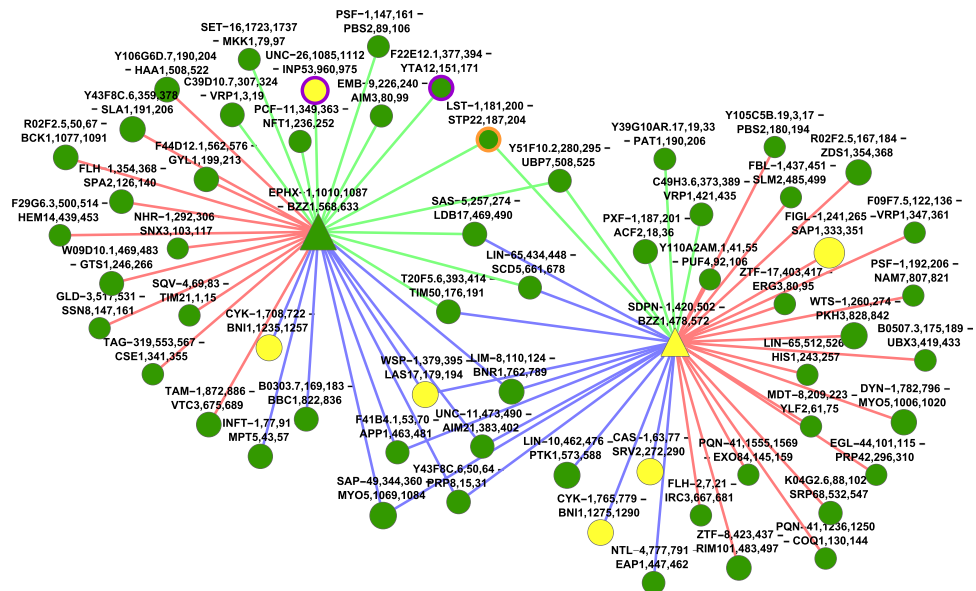 PSF−1,147,161 −
PBS2,89,106
SET−16,1723,1737
− MKK1,79,97
UNC−26,1085,1112
− INP53,960,975
F22E12.1,377,394 −
YTA12,151,171
Y106G6D.7,190,204
− HAA1,508,522
C39D10.7,307,324
− VRP1,3,19
EMB−9,226,240 −
AIM3,80,99
Y43F8C.6,359,378
− SLA1,191,206
PCF−11,349,363 −
NFT1,236,252
LST−1,181,200 −
STP22,187,204
R02F2.5,50,67 −
BCK1,1077,1091
F44D12.1,562,576 −
GYL1,199,213
Y51F10.2,280,295 −
UBP7,508,525
Y39G10AR.17,19,33
− PAT1,190,206
Y105C5B.19,3,17 −
PBS2,180,194
R02F2.5,167,184 −
ZDS1,354,368
FLH−1,354,368 −
SPA2,126,140
EPHX−1,1010,1087
− BZZ1,568,633
C49H3.6,373,389 −
VRP1,421,435
FBL−1,437,451 −
SLM2,485,499
F29G6.3,500,514 −
HEM14,439,453
NHR−1,292,306
SNX3,103,117
SAS−5,257,274 −
LDB17,469,490
PXF−1,187,201 −
ACF2,18,36
FIGL−1,241,265
SAP1,333,351
F09F7.5,122,136 −
VRP1,347,361
W09D10.1,469,483
− GTS1,246,266
LIN−65,434,448 −
SCD5,661,678
Y110A2AM.1,41,55
− PUF4,92,106
PSF−1,192,206 −
NAM7,807,821
SQV−4,69,83 −
TIM21,1,15
T20F5.6,393,414 −
TIM50,176,191
ZTF−17,403,417 −
ERG3,80,95
GLD−3,517,531 −
SSN8,147,161
CYK−1,708,722 −
BNI1,1235,1257
SDPN−1,420,502 −
BZZ1,478,572
WTS−1,260,274 −
PKH3,828,842
TAG−319,553,567 −
CSE1,341,355
LIN−65,512,526
HIS1,243,257
B0507.3,175,189 −
UBX3,419,433
WSP−1,379,395 −
LAS17,179,194
LIM−8,110,124 −
BNR1,762,789
TAM−1,872,886 −
VTC3,675,689
B0303.7,169,183 −
BBC1,822,836
MDT−8,209,223 −
YLF2,61,75
DYN−1,782,796 −
MYO5,1006,1020
INFT−1,77,91
MPT5,43,57
F41B4.1,53,70 −
APP1,463,481
UNC−11,473,490 −
AIM21,383,402
LIN−10,462,476 −
PTK1,573,588
CAS−1,63,77 −
SRV2,272,290
PQN−41,1555,1569
− EXO84,145,159
EGL−44,101,115 −
PRP42,296,310
SAP−49,344,360 −
MYO5,1069,1084
Y43F8C.6,50,64 −
PRP8,15,31
CYK−1,765,779 −
BNI1,1275,1290
FLH−2,7,21 −
IRC3,667,681
K04G2.6,88,102
SRP68,532,547
NTL−4,777,791 −
EAP1,447,462
ZTF−8,423,437 −
RIM101,483,497
PQN−41,1236,1250
− COQ1,130,144